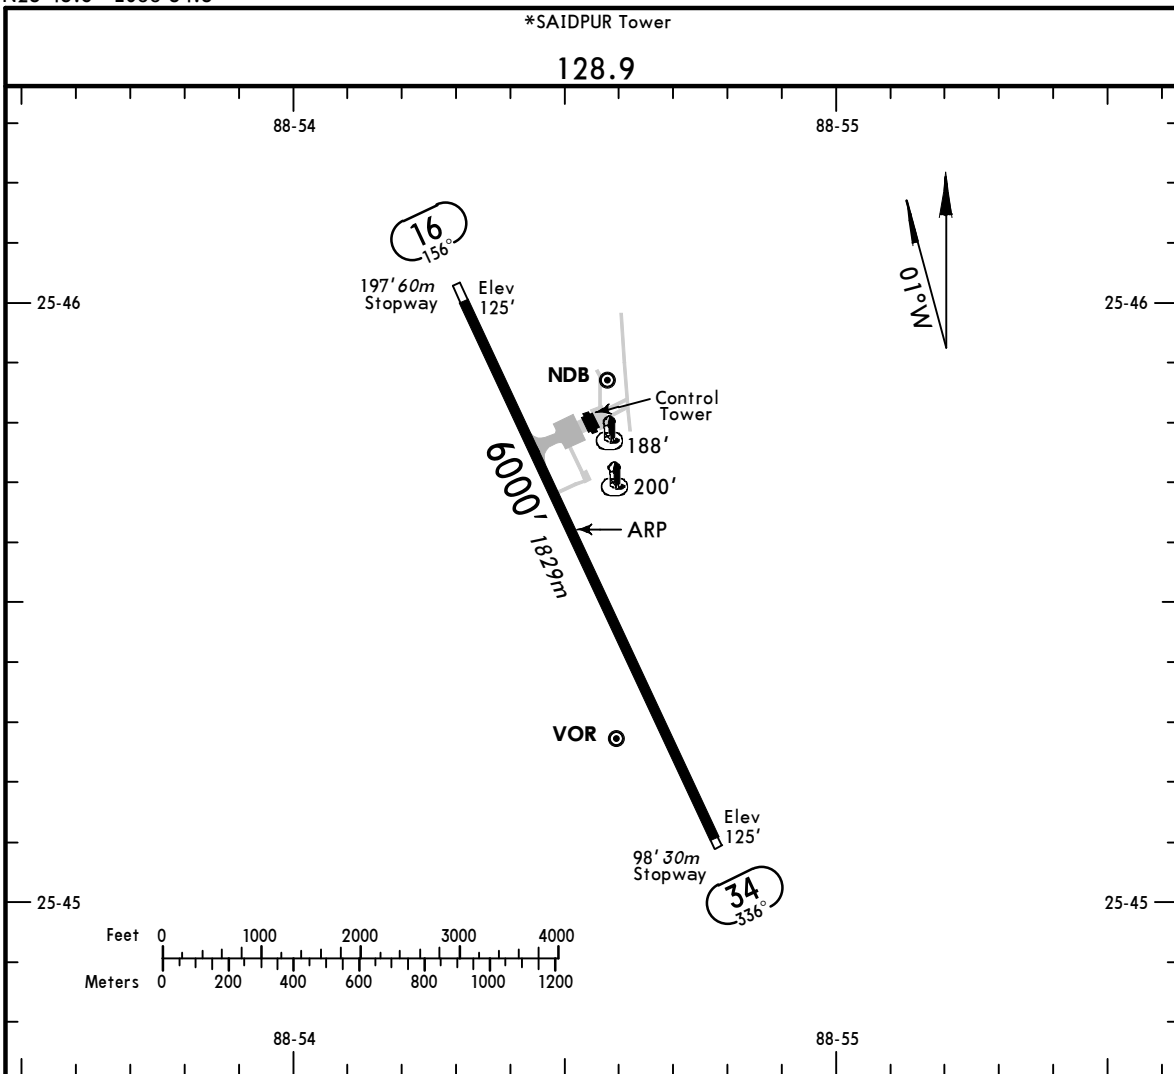 *SAIDPUR Tower
128.9
88-54
88-55
16
156°
197' 60m
Stopway
Elev
125'
25-46
25-46
01°W
NDB
Control
Tower
188'
200'
6000' 1829m
ARP
VOR
Elev
125'
98' 30m
Stopway
34
336°
25-45
25-45
Feet 0 1000 2000 3000 4000
Meters 0 200 400 600 800 1000 1200
88-54
88-55